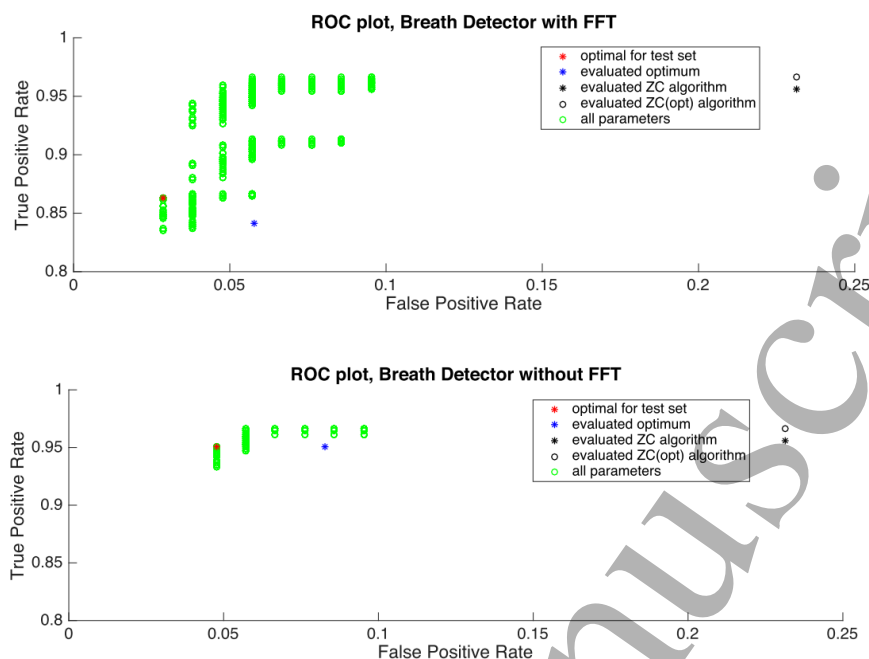 ROC plot, Breath Detector with FFT
1
0.95
0.9
0.85
0.8
True Positive Rate
optimal for test set
evaluated optimum
evaluated ZC algorithm
evaluated ZC(opt) algorithm
all parameters
0 0.05 0.1 0.15 0.2 0.25
False Positive Rate
ROC plot, Breath Detector without FFT
1
0.95
0.9
0.85
0.8
True Positive Rate
optimal for test set
evaluated optimum
evaluated ZC algorithm
evaluated ZC(opt) algorithm
all parameters
0 0.05 0.1 0.15 0.2 0.25
False Positive Rate
nuscri